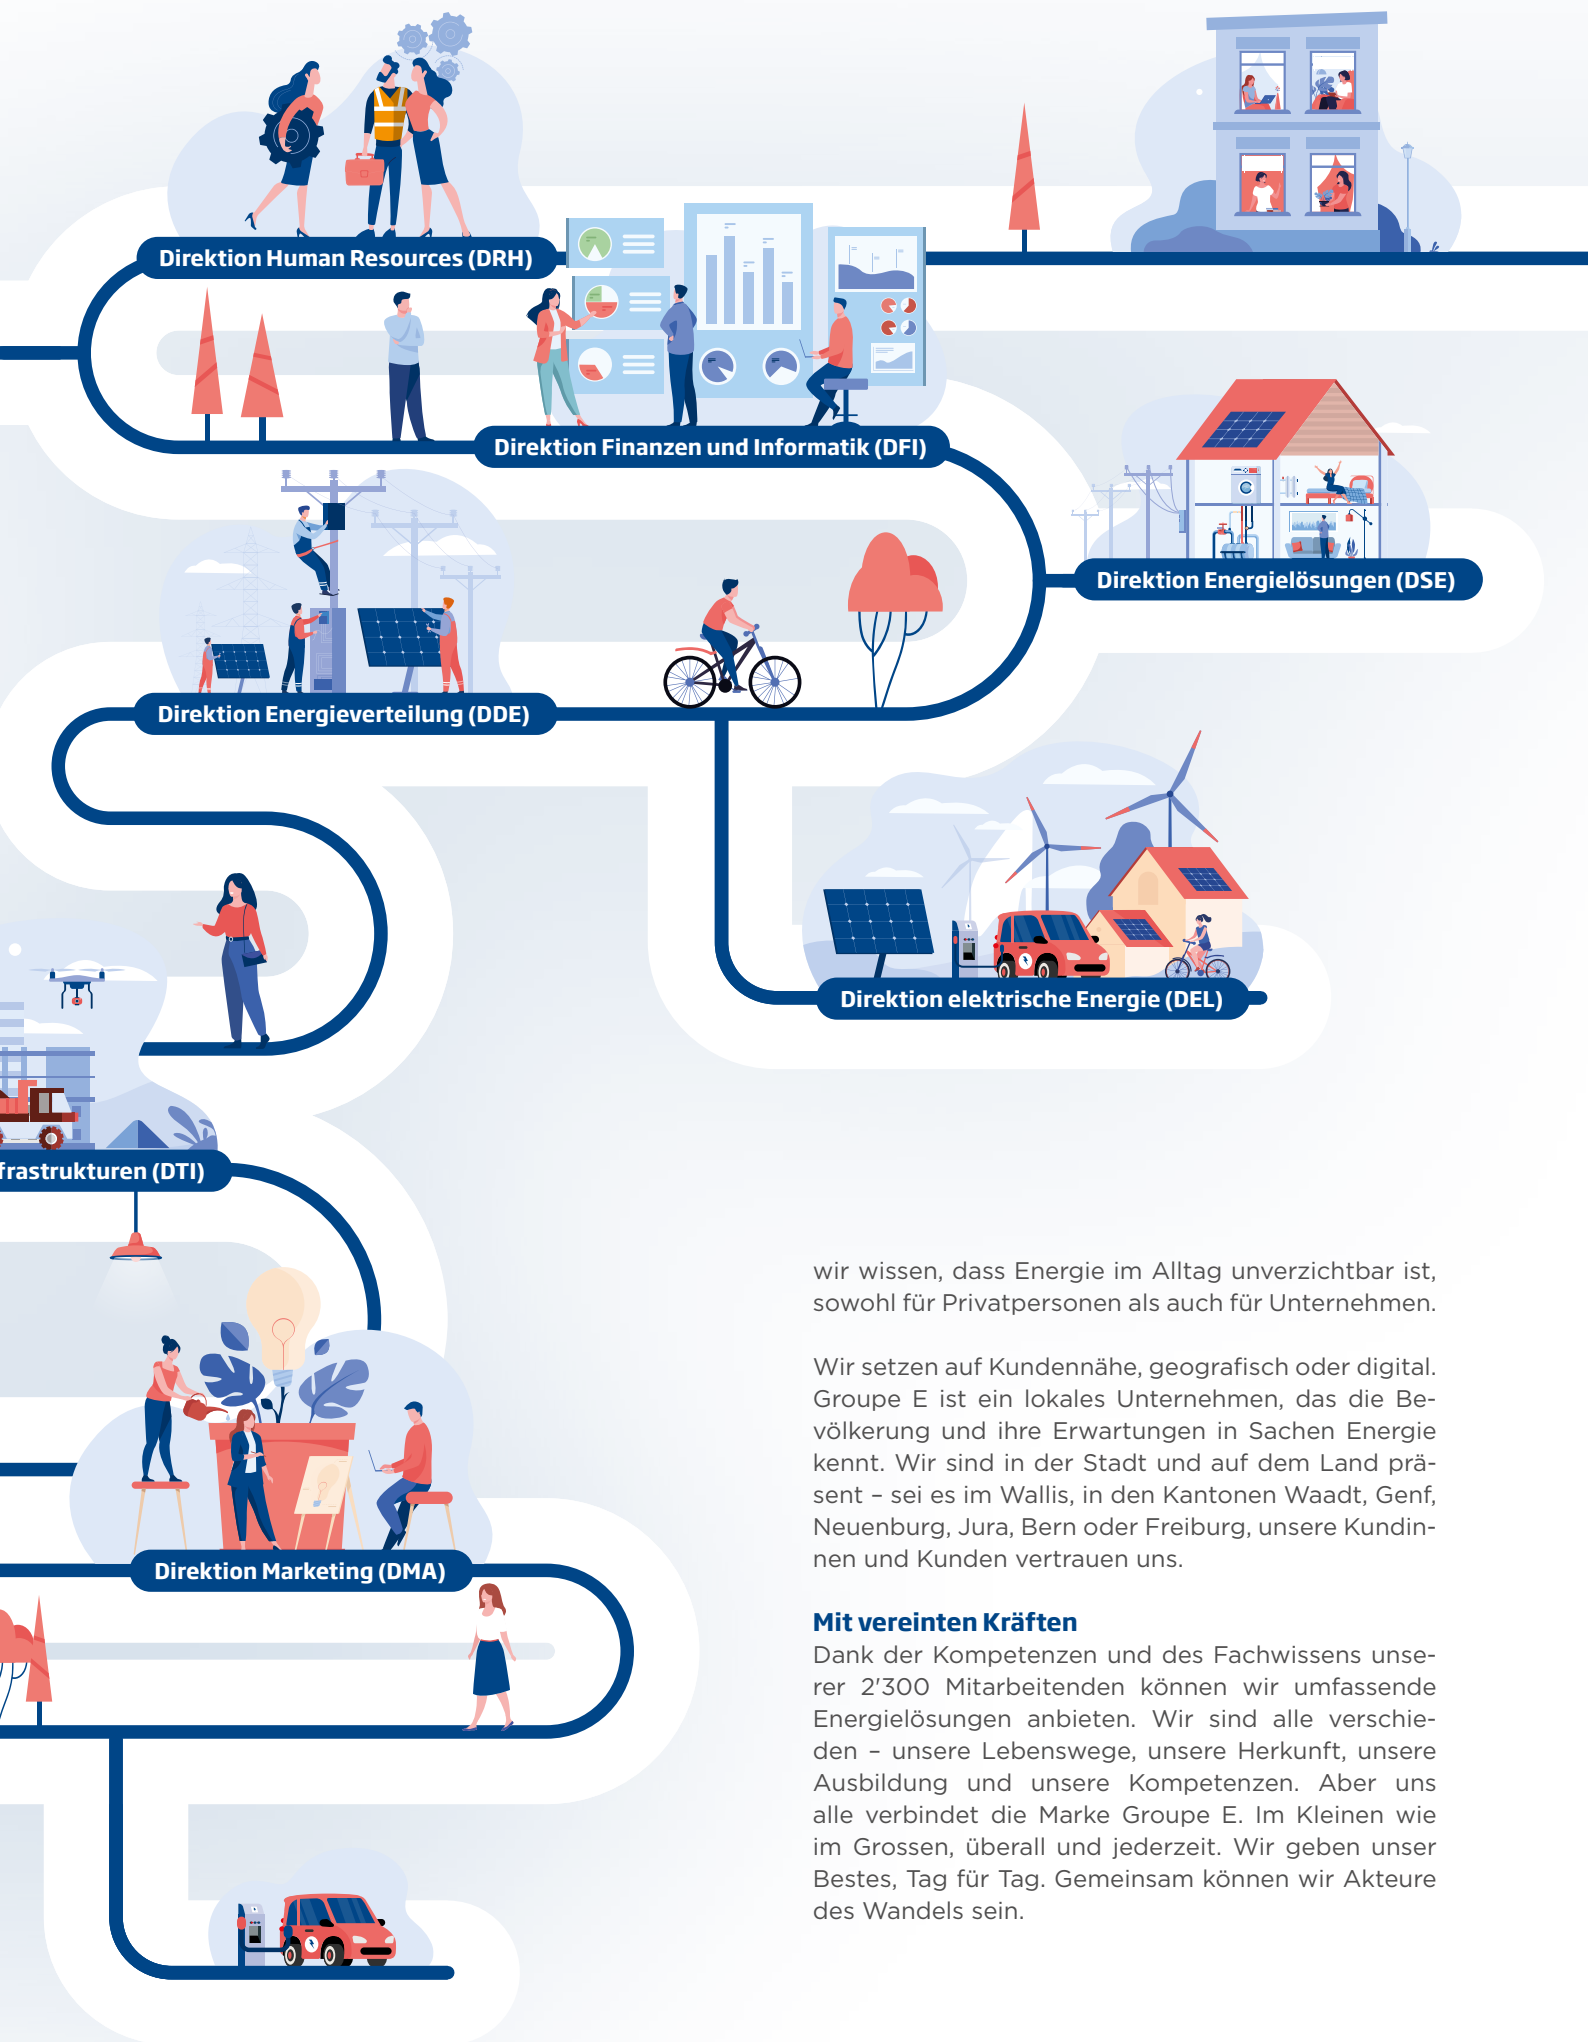 Direktion Human Resources (DRH)
Direktion Finanzen und Informatik (DFI)
Direktion Energielösungen (DSE)
Direktion Energieverteilung (DDE)
Direktion elektrische Energie (DEL)
frastrukturen (DTI)
Direktion Marketing (DMA)
wir wissen, dass Energie im Alltag unverzichtbar ist,
sowohl für Privatpersonen als auch für Unternehmen.
Wir setzen auf Kundennähe, geografisch oder digital.
Groupe E ist ein lokales Unternehmen, das die Be-
völkerung und ihre Erwartungen in Sachen Energie
kennt. Wir sind in der Stadt und auf dem Land prä-
sent – sei es im Wallis, in den Kantonen Waadt, Genf,
Neuenburg, Jura, Bern oder Freiburg, unsere Kundin-
nen und Kunden vertrauen uns.
Mit vereinten Kräften
Dank der Kompetenzen und des Fachwissens unse-
rer 2'300 Mitarbeitenden können wir umfassende
Energielösungen anbieten. Wir sind alle verschie-
den – unsere Lebenswege, unsere Herkunft, unsere
Ausbildung und unsere Kompetenzen. Aber uns
alle verbindet die Marke Groupe E. Im Kleinen wie
im Grossen, überall und jederzeit. Wir geben unser
Bestes, Tag für Tag. Gemeinsam können wir Akteure
des Wandels sein.